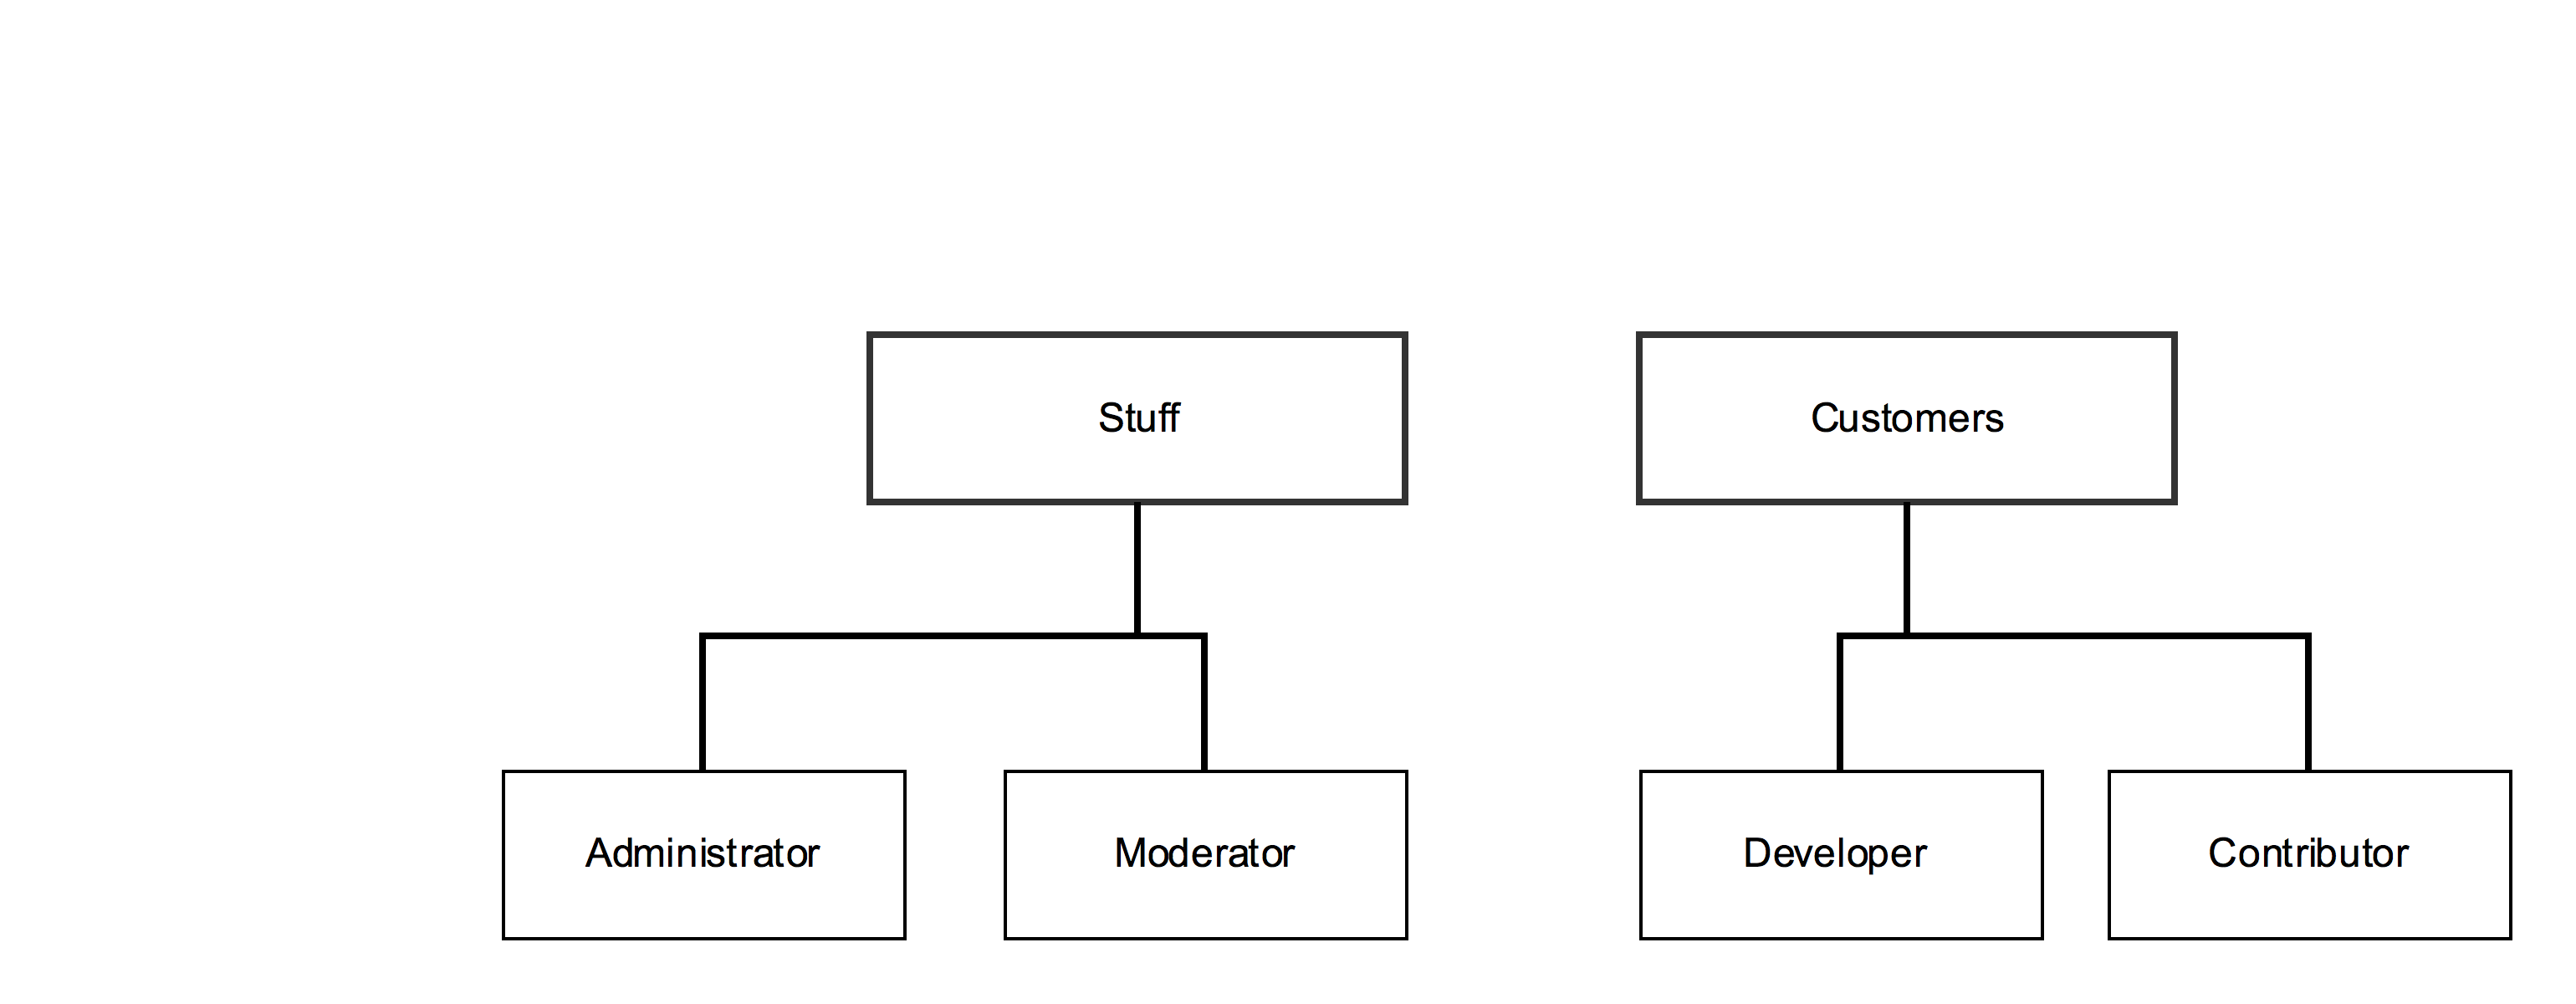 Stuff
Customers
Administrator
Moderator
Developer
Contributor